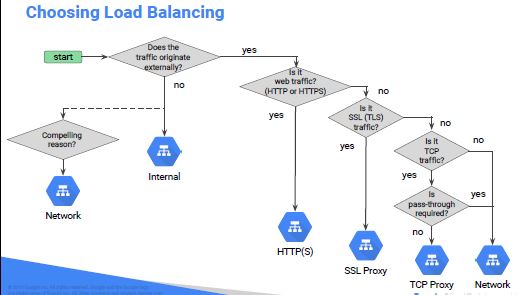 Choosing Load Balancing
start
Does the
traffic originate
externally?
yes
no
Is it
web traffic?
(HTTP or HTTPS)
yes
no
Is it
SSL (TLS)
traffic?
yes
no
Is it
TCP
traffic?
no
yes
Is
pass-through
required?
yes
no
Compelling
reason?
Internal
Network
HTTP(S)
SSL Proxy
TCP Proxy
Network